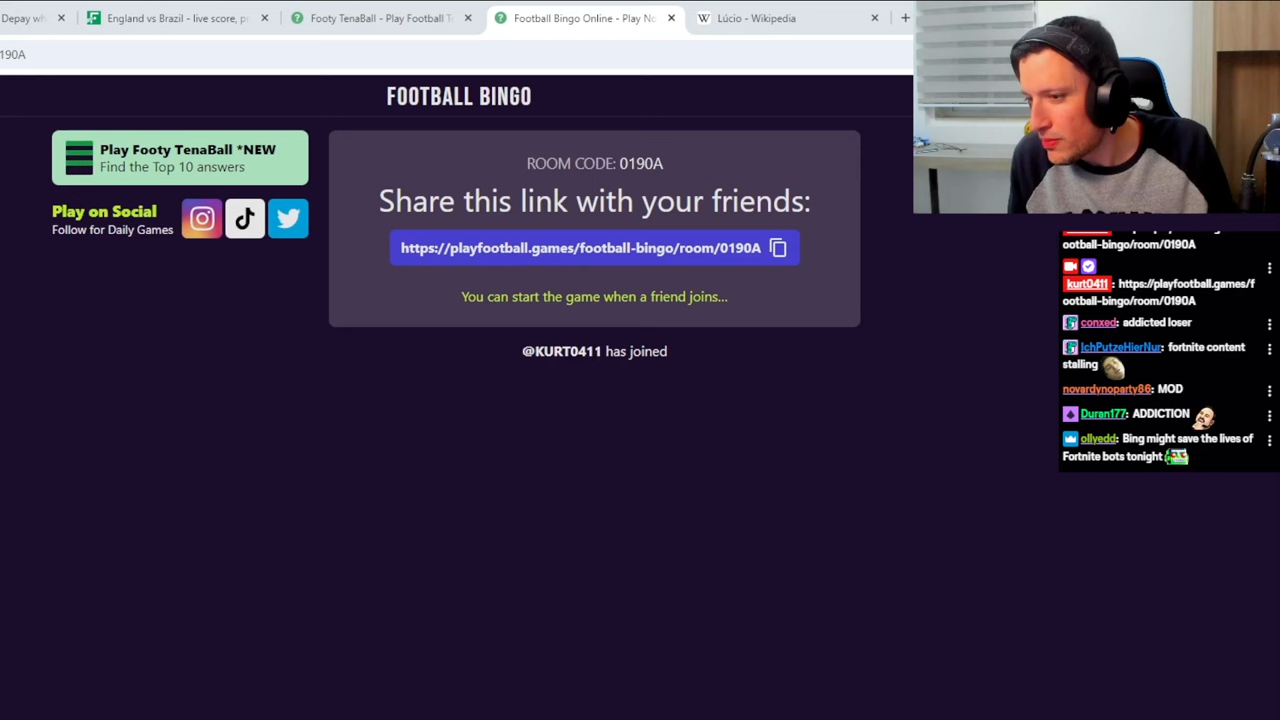 Depay wh
England vs Brazil - live score, pr
Footy TenaBall - Play Football Te
Football Bingo Online - Play No
Lúcio - Wikipedia
190A
FOOTBALL BINGO
Play Footy TenaBall *NEW
Find the Top 10 answers
Play on Social
Follow for Daily Games
ROOM CODE: 0190A
Share this link with your friends:
https://playfootball.games/football-bingo/room/0190A
You can start the game when a friend joins...
@KURT0411 has joined
ootball-bingo/room/0190A
kurt0411: https://playfootball.games/f
ootball-bingo/room/0190A
conxed: addicted loser
IchPutzeHierNur: fortnite content
stalling
novardynoparty86: MOD
Duran177: ADDICTION
ollyedd: Bing might save the lives of
Fortnite bots tonight